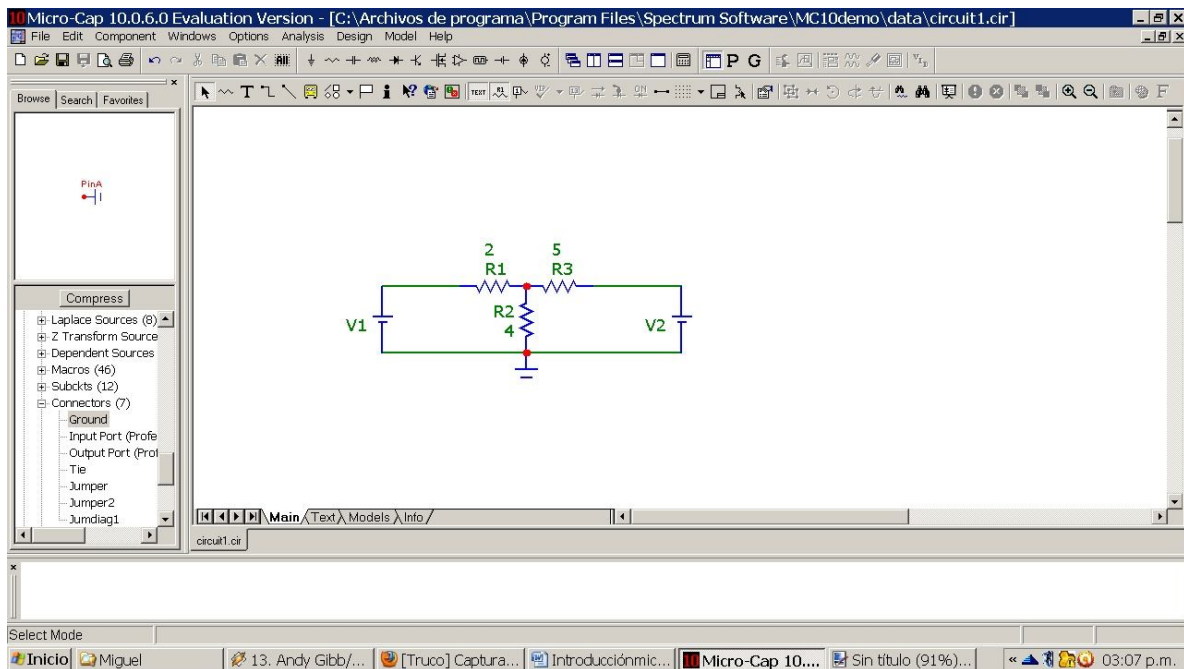 Micro-Cap 10.0.6.0 Evaluation Version - [C:\Archivos de programa\Program Files\Spectrum Software\MC10demo\data\circuit1.cir]
File Edit Component Windows Options Analysis Design Model Help
P G
Browse Search Favorites
T TEXT F
PinA
Compress
Laplace Sources (8)
Z Transform Source
Dependent Sources
Macros (46)
Subckts (12)
Connectors (7)
Ground
Input Port (Profe
Output Port (Prof
Tie
Jumper
Jumper2
Jumdiag1
2 5
R1 R3
R2
4
V1 V2
Main Text Models Info
circuit1.cir
Select Mode
Inicio Miguel 13. Andy Gibb/... [Truco] Captura... Introducciónmic... Micro-Cap 10.... Sin título (91%)... 03:07 p.m.